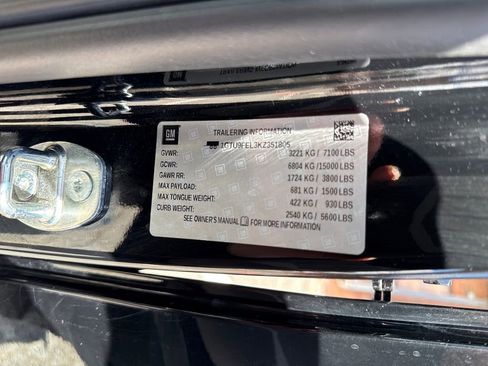 GM
TRAILERING INFORMATION
1GTU9FEL3KZ351805
GVWR: 3221 KG / 7100 LBS
GCWR: 6804 KG /15000 LBS
GAWR RR: 1724 KG / 3800 LBS
MAX PAYLOAD: 681 KG / 1500 LBS
MAX TONGUE WEIGHT: 422 KG / 930 LBS
CURB WEIGHT: 2540 KG / 5600 LBS
SEE OWNER'S MANUAL FOR MORE INFORMATION